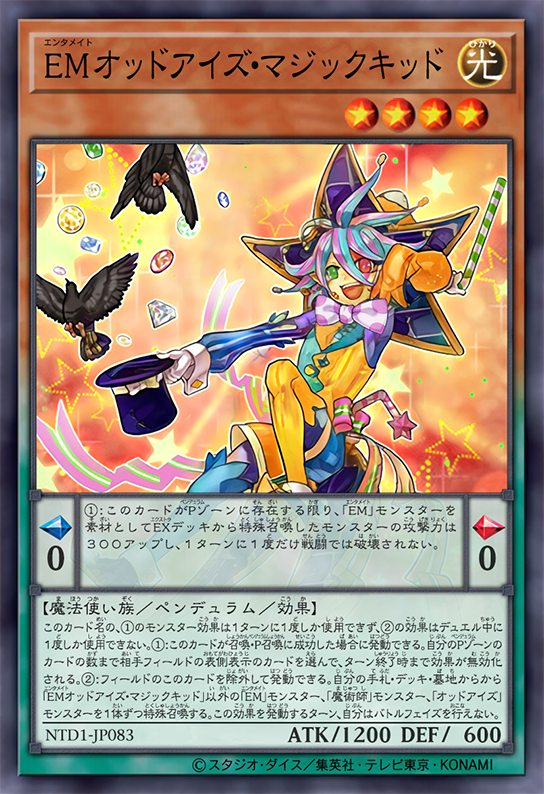 エンタメイト
EMオッドアイズ・マジックキッド
ひかり
光
①:このカードがPゾーンに存在する限り、「EM」モンスターを
素材としてEXデッキから特殊召喚したモンスターの攻撃力は
300アップし、1ターンに1度だけ戦闘では破壊されない。
0
0
【魔法使い族/ペンデュラム/効果】
このカード名の、①のモンスター効果は1ターンに1度しか使用できず、②の効果はデュエル中に
1度しか使用できない。①:このカードが召喚・P召喚に成功した場合に発動できる。自分のPゾーンの
カードの数まで相手フィールドの表側表示のカードを選んで、ターン終了時まで効果が無効化
される。②:フィールドのこのカードを除外して発動できる。自分の手札・デッキ・墓地からから
「EMオッドアイズ・マジックキッド」以外の「EM」モンスター、「魔術師」モンスター、「オッドアイズ」
モンスターを1体ずつ特殊召喚する。この効果を発動するターン、自分はバトルフェイズを行えない。
NTD1-JP083
ATK/1200 DEF/ 600
©スタジオ・ダイス/集英社・テレビ東京・KONAMI